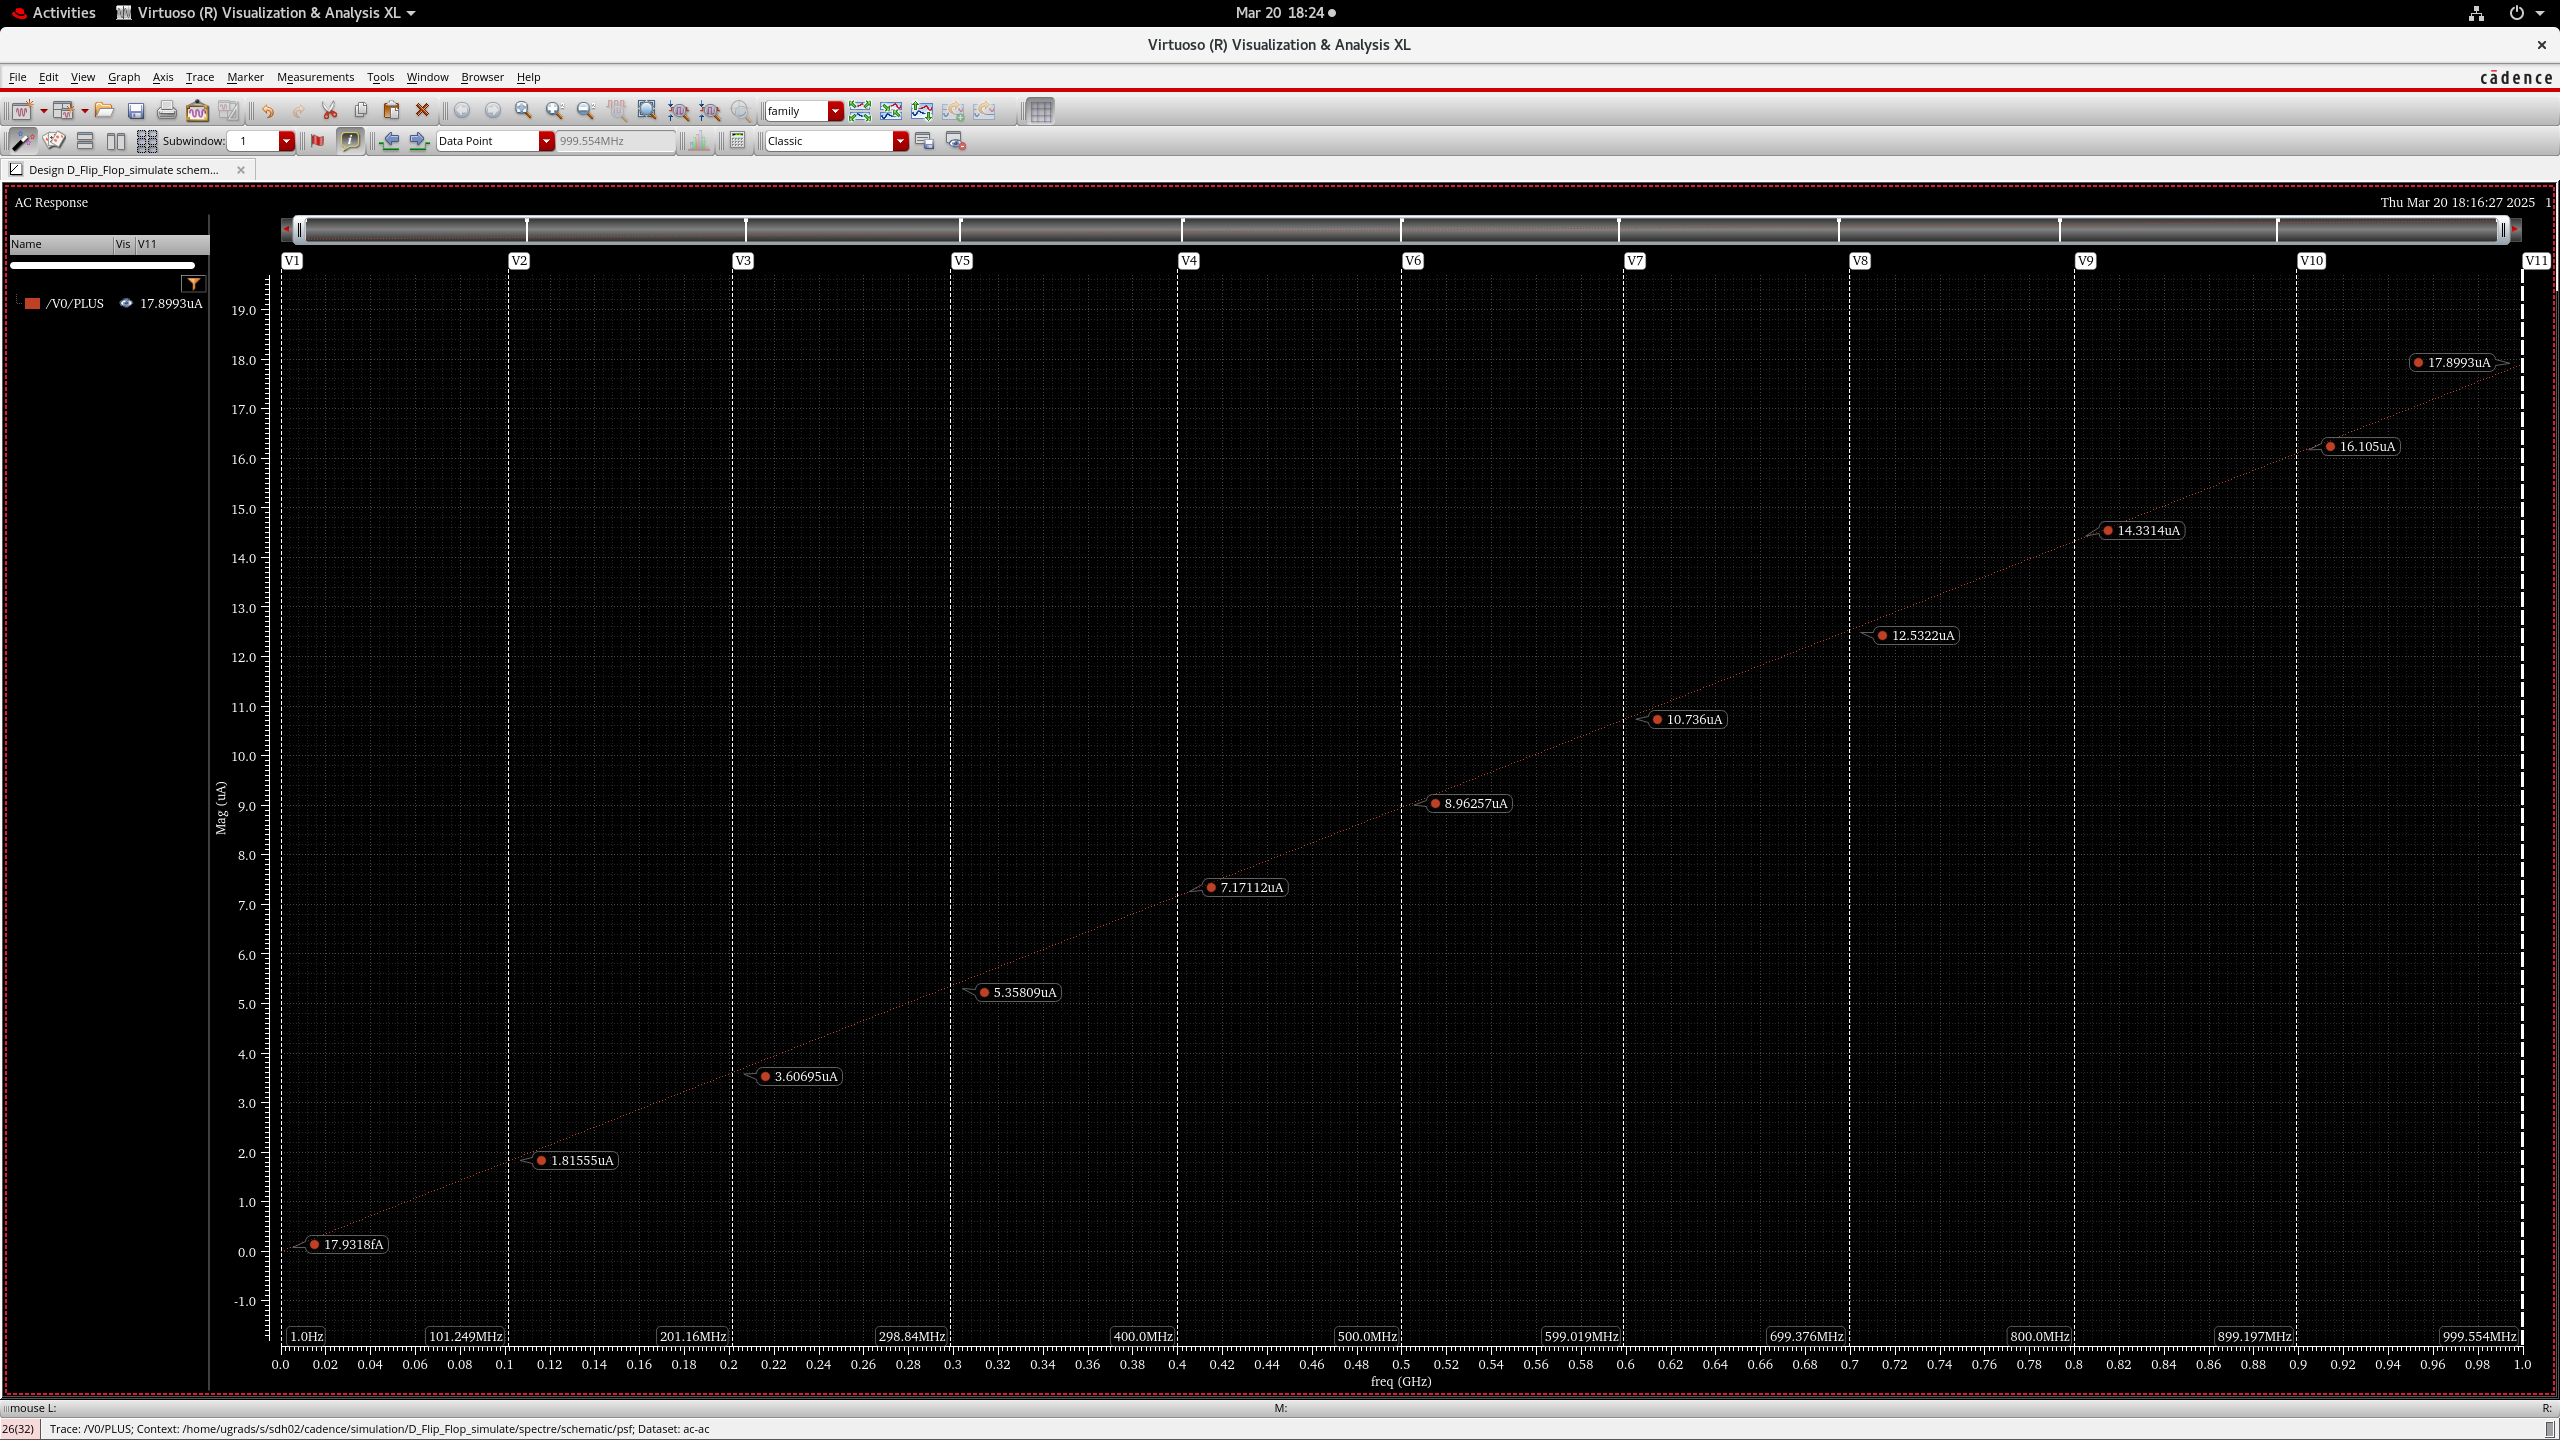 Activities Virtuoso (R) Visualization & Analysis XL Mar 20 18:24
Virtuoso (R) Visualization & Analysis XL
File Edit View Graph Axis Trace Marker Measurements Tools Window Browser Help cādence
family
Subwindow: 1 Data Point 999.554MHz Classic
Design D_Flip_Flop_simulate schem...
AC Response Thu Mar 20 18:16:27 2025 1
Name Vis V11
/V0/PLUS 17.8993uA
V1 V2 V3 V5 V4 V6 V7 V8 V9 V10 V11
19.0
18.0
17.8993uA
17.0
16.105uA
16.0
15.0
14.3314uA
14.0
13.0
12.5322uA
12.0
11.0
10.736uA
10.0
9.0
8.96257uA
Mag (uA)
8.0
7.17112uA
7.0
6.0
5.35809uA
5.0
4.0
3.60695uA
3.0
2.0
1.81555uA
1.0
17.9318fA
0.0
-1.0
1.0Hz 101.249MHz 201.16MHz 298.84MHz 400.0MHz 500.0MHz 599.019MHz 699.376MHz 800.0MHz 899.197MHz 999.554MHz
0.0 0.02 0.04 0.06 0.08 0.1 0.12 0.14 0.16 0.18 0.2 0.22 0.24 0.26 0.28 0.3 0.32 0.34 0.36 0.38 0.4 0.42 0.44 0.46 0.48 0.5 0.52 0.54 0.56 0.58 0.6 0.62 0.64 0.66 0.68 0.7 0.72 0.74 0.76 0.78 0.8 0.82 0.84 0.86 0.88 0.9 0.92 0.94 0.96 0.98 1.0
freq (GHz)
mouse L: M: R:
26(32) Trace: /V0/PLUS; Context: /home/ugrads/s/sdh02/cadence/simulation/D_Flip_Flop_simulate/spectre/schematic/psf; Dataset: ac-ac